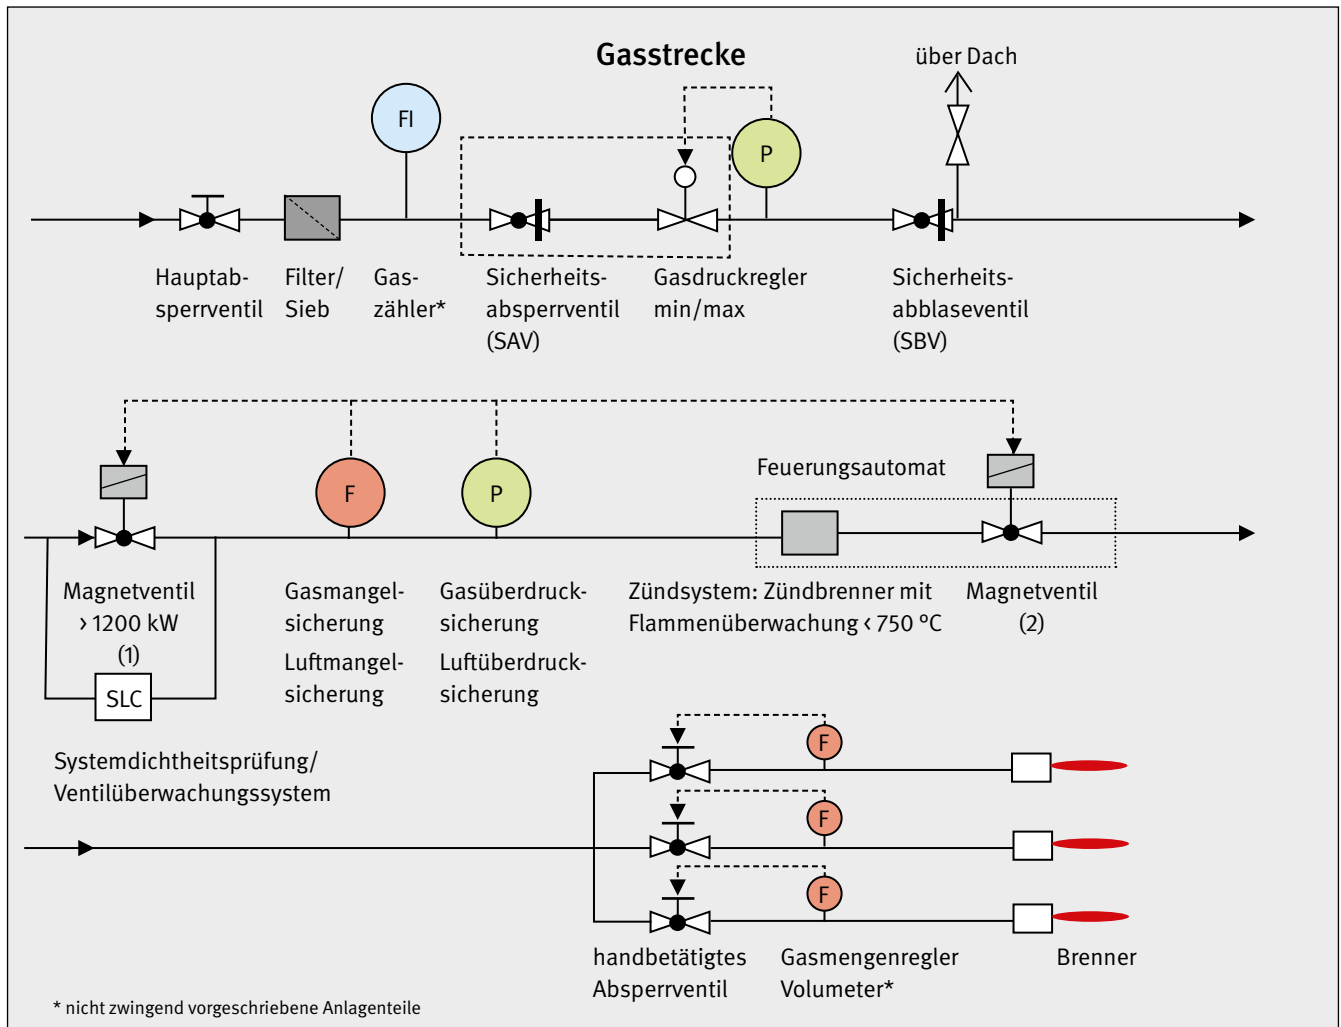 Gasstrecke
über Dach
FI
P
Hauptab-
sperrventil
Filter/
Sieb
Gas-
zähler*
Sicherheits-
absperrventil
(SAV)
Gasdruckregler
min/max
Sicherheits-
abblaseventil
(SBV)
Feuerungsautomat
F
P
Magnetventil
> 1200 kW
(1)
SLC
Gasmangel-
sicherung
Luftmangel-
sicherung
Gasüberdruck-
sicherung
Luftüberdruck-
sicherung
Zündsystem: Zündbrenner mit
Flammenüberwachung < 750 °C
Magnetventil
(2)
Systemdichtheitsprüfung/
Ventilüberwachungssystem
F
F
F
handbetätigtes
Absperrventil
Gasmengenregler
Volumeter*
Brenner
* nicht zwingend vorgeschriebene Anlagenteile